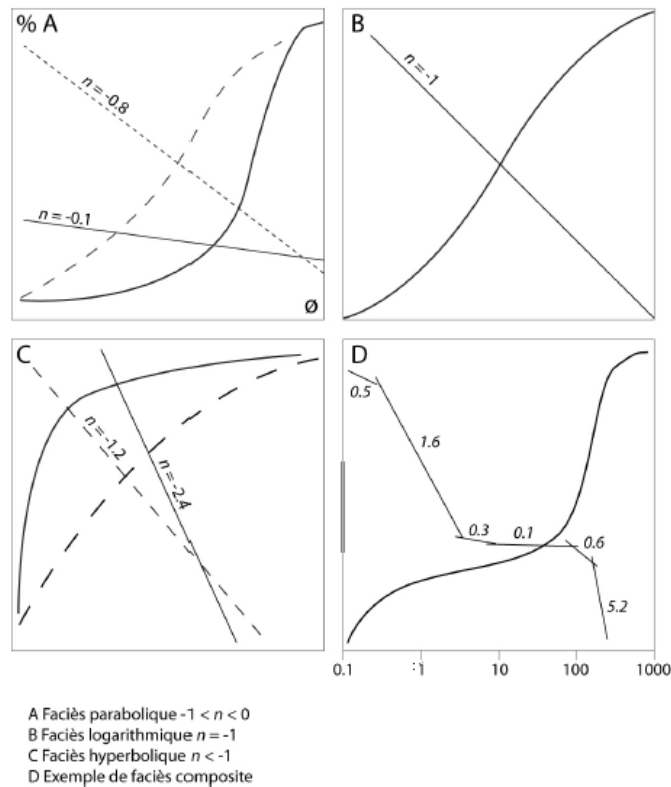 % A
n = -0.8
n = -0.1
Ø
B
n = -1
C
n = -1.2
n = -2.4
D
0.5
1.6
0.3
0.1
0.6
5.2
0.1 :1 10 100 1000
A Faciès parabolique -1 < n < 0
B Faciès logarithmique n = -1
C Faciès hyperbolique n < -1
D Exemple de faciès composite